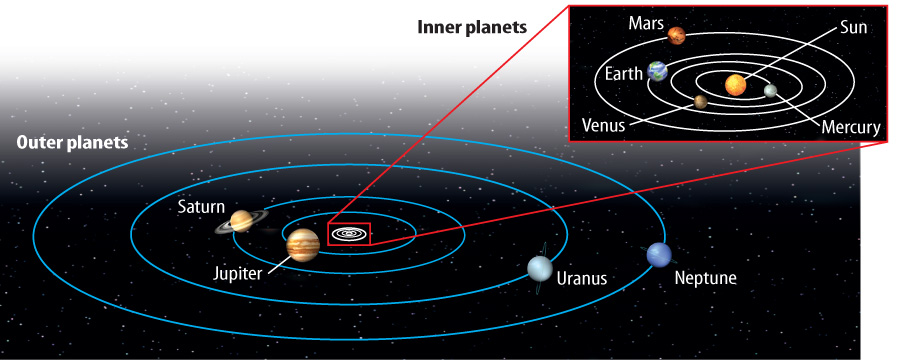 Inner planets
Mars
Sun
Earth
Venus
Mercury
Outer planets
Saturn
Jupiter
Uranus
Neptune